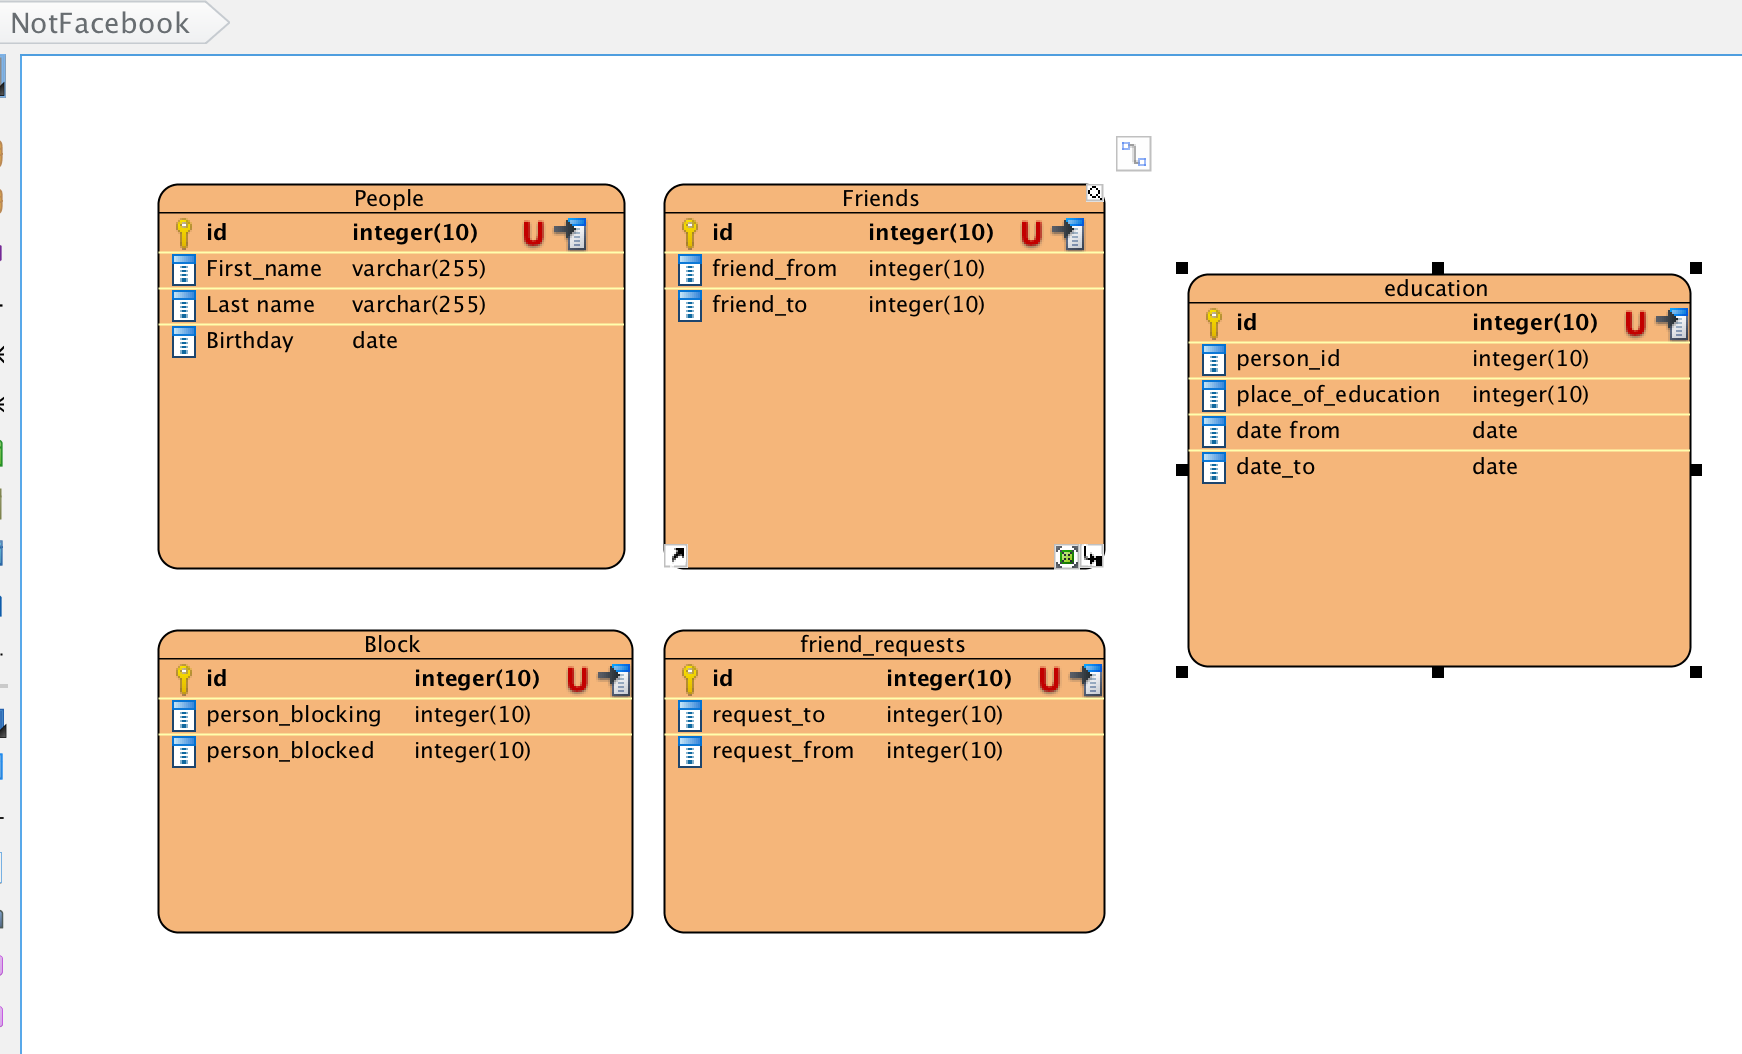 NotFacebook
People
id integer(10) U
First_name varchar(255)
Last name varchar(255)
Birthday date
Friends
id integer(10) U
friend_from integer(10)
friend_to integer(10)
education
id integer(10) U
person_id integer(10)
place_of_education integer(10)
date from date
date_to date
Block
id integer(10) U
person_blocking integer(10)
person_blocked integer(10)
friend_requests
id integer(10) U
request_to integer(10)
request_from integer(10)